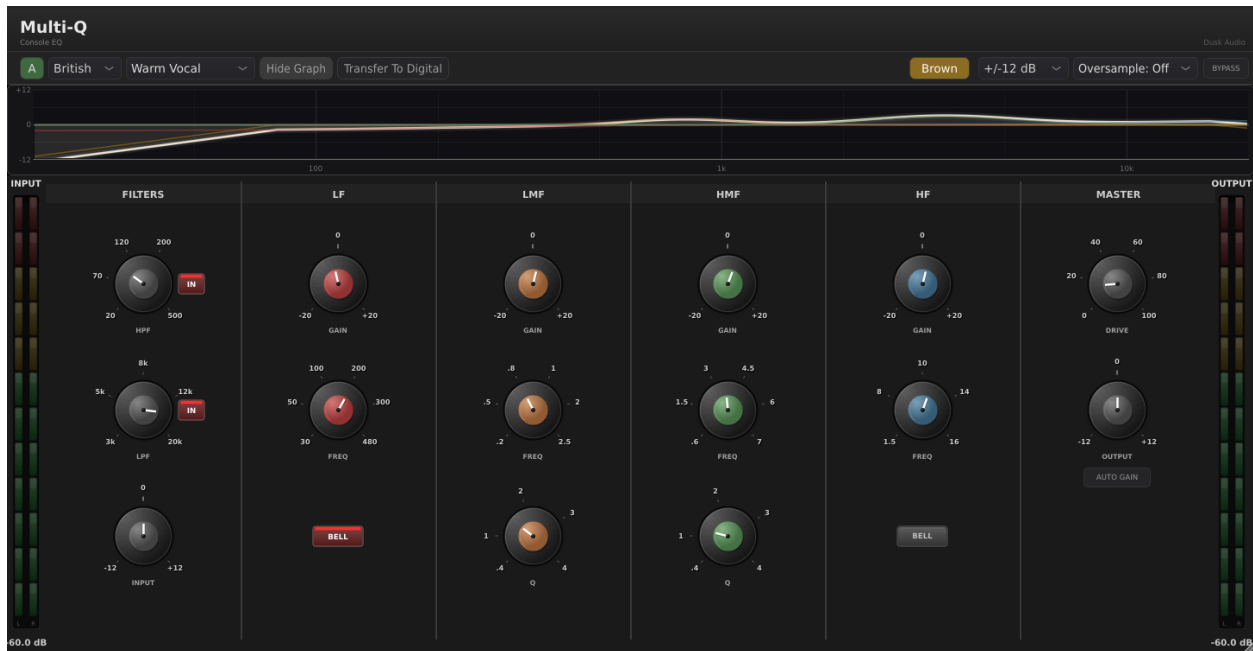 Multi-Q
Console EQ
Dusk Audio
A British Warm Vocal Hide Graph Transfer To Digital Brown +/-12 dB Oversample: Off BYPASS
+12
0
-12
100 1k 10k
INPUT OUTPUT
FILTERS LF LMF HMF HF MASTER
120 200
70
IN
20 500
HPF
0
-20 +20
GAIN
0
-20 +20
GAIN
0
-20 +20
GAIN
0
-20 +20
GAIN
40 60
20 80
0 100
DRIVE
8k
5k 12k
IN
3k 20k
LPF
100 200
50 300
30 480
FREQ
.8 1
.5 2
.2 2.5
FREQ
3 4.5
1.5 6
.6 7
FREQ
10
8 14
1.5 16
FREQ
0
-12 +12
OUTPUT
AUTO GAIN
0
-12 +12
INPUT
BELL
2
1 3
.4 4
Q
2
1 3
.4 4
Q
BELL
L R L R
-60.0 dB -60.0 dB